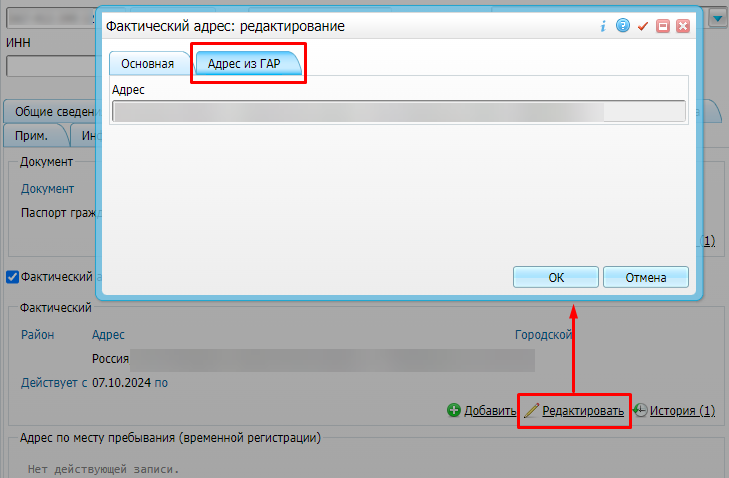 Фактический адрес: редактирование
ИНН
Основная
Адрес из ГАР
Адрес
Общие сведени
Прим.
Ин
Документ
Документ
Паспорт гражд
(1)
Фактический а
ОК
Отмена
Фактический
Район
Адрес
Городской
Россия
Действует с 07.10.2024 по
Добавить
Редактировать
История (1)
Адрес по месту пребывания (временной регистрации)
Нет действующей записи.